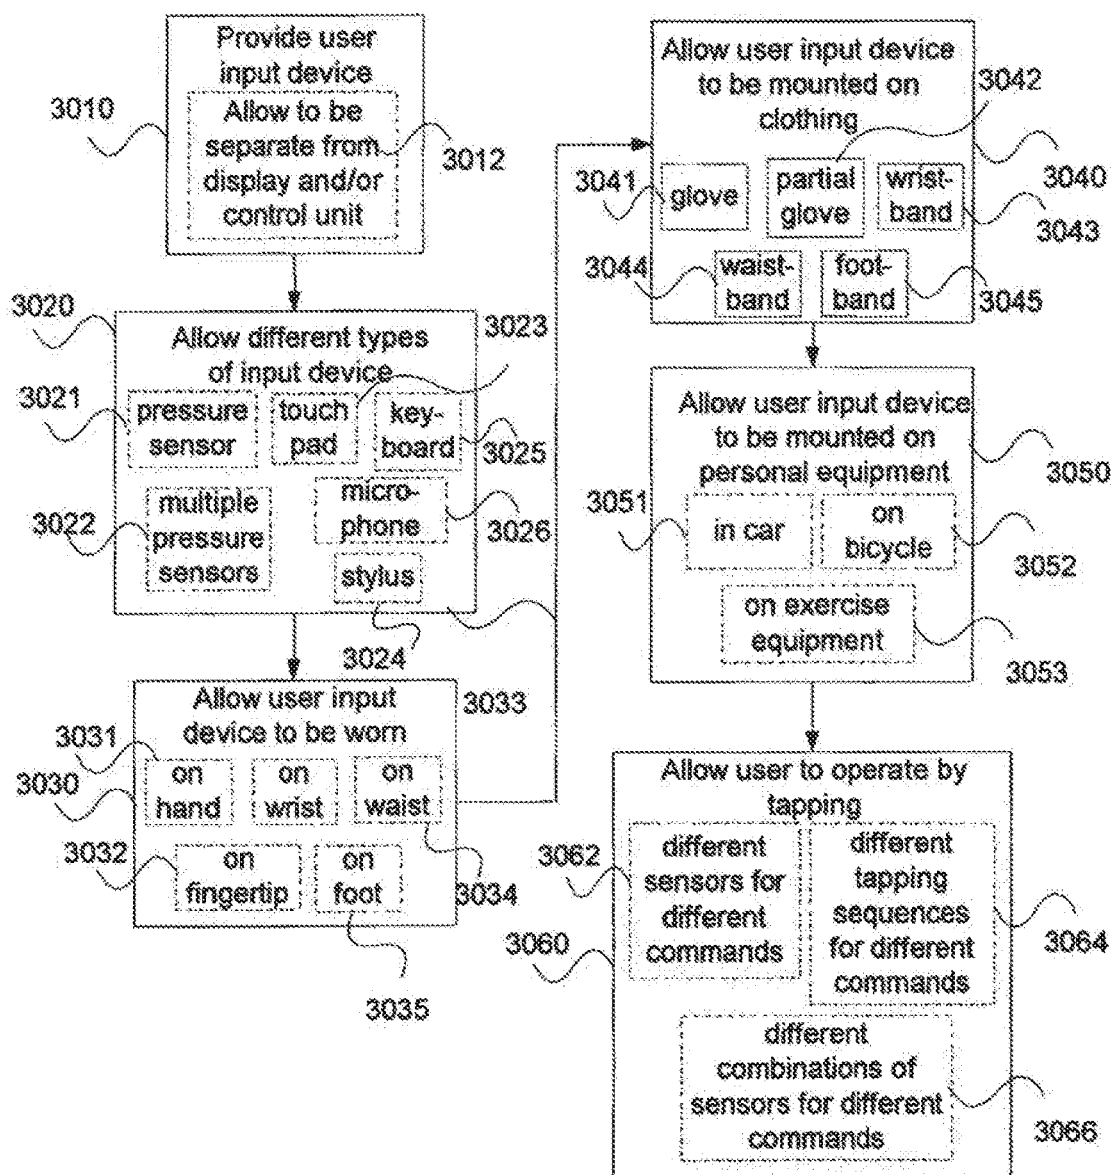 Provide user
input device
3010
Allow to be
separate from
display and/or
control unit
3012
3020
Allow different types
of input device
3023
3021
pressure
sensor
touch
pad
key-
board
3025
3022
multiple
pressure
sensors
micro-
phone
3026
stylus
3024
Allow user input
device to be worn
3033
3031
3030
on
hand
on
wrist
on
waist
3032
on
fingertip
on
foot
3034
3035
Allow user input device
to be mounted on
clothing
3042
3041
glove
partial
glove
wrist-
band
3040
3043
3044
waist-
band
foot-
band
3045
Allow user input device
to be mounted on
personal equipment
3050
3051
in car
on
bicycle
3052
on exercise
equipment
3053
Allow user to operate by
tapping
3062
different
sensors for
different
commands
different
tapping
sequences
for different
commands
3064
3060
different
combinations of
sensors for different
commands
3066